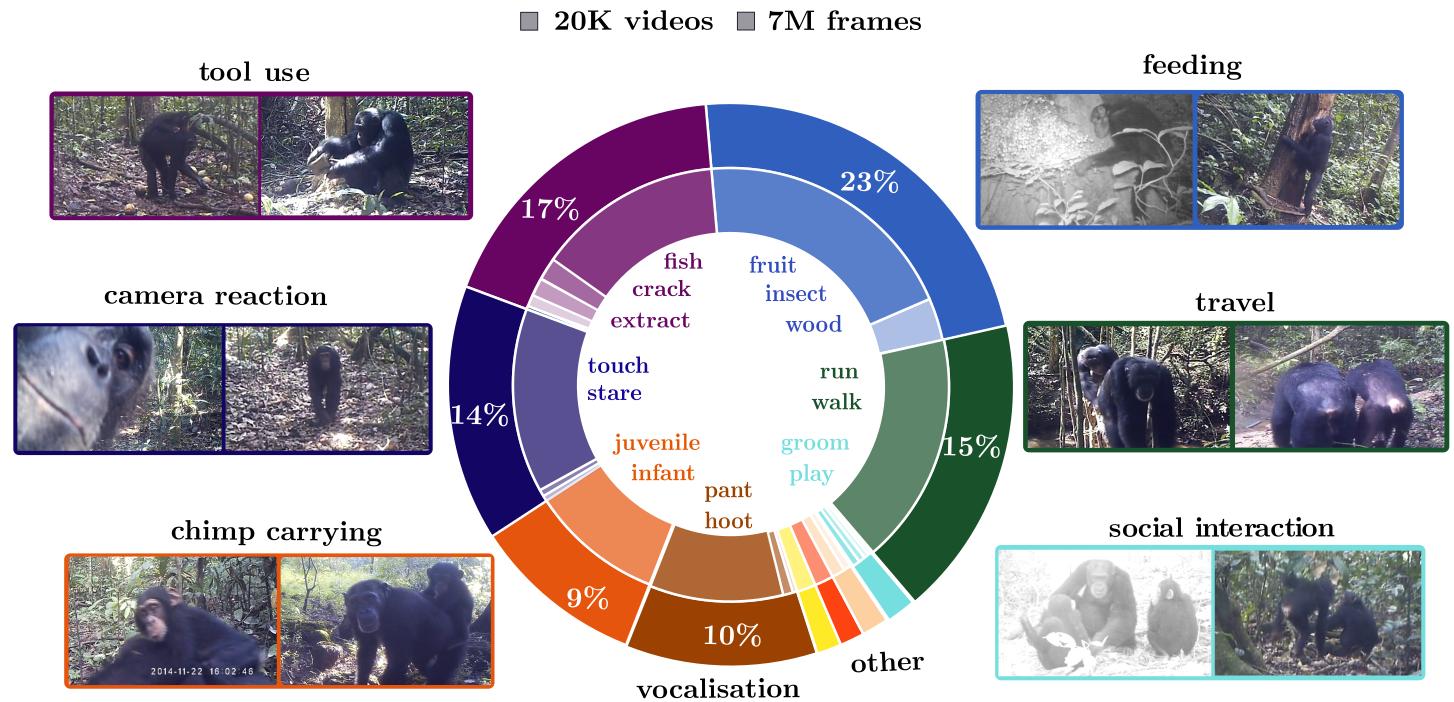 20K videos 7M frames
tool use
feeding
17%
23%
fish
crack
extract
fruit
insect
wood
camera reaction
travel
touch
stare
run
walk
14%
15%
juvenile
infant
groom
play
pant
hoot
chimp carrying
social interaction
9%
10%
2014-11-22 16:02:46
other
vocalisation